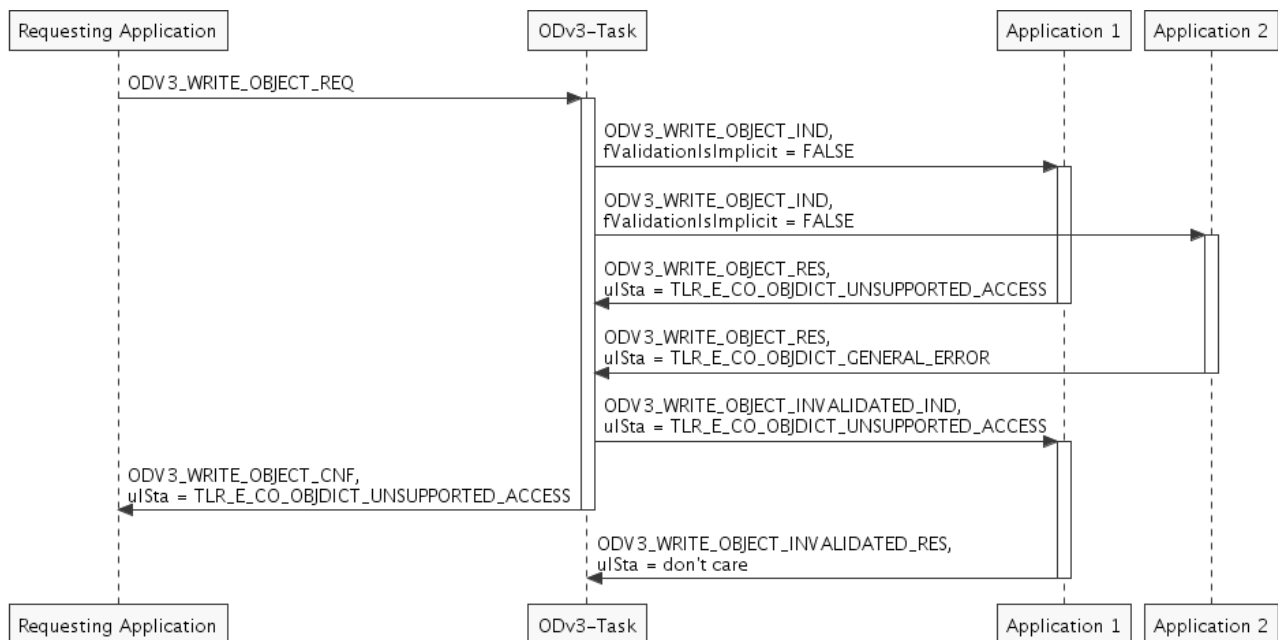 Requesting Application
ODv3-Task
Application 1
Application 2
ODV3_WRITE_OBJECT_REQ
ODV3_WRITE_OBJECT_IND,
fValidationIsImplicit = FALSE
ODV3_WRITE_OBJECT_IND,
fValidationIsImplicit = FALSE
ODV3_WRITE_OBJECT_RES,
ulSta = TLR_E_CO_OBJDICT_UNSUPPORTED_ACCESS
ODV3_WRITE_OBJECT_RES,
ulSta = TLR_E_CO_OBJDICT_GENERAL_ERROR
ODV3_WRITE_OBJECT_INVALIDATED_IND,
ulSta = TLR_E_CO_OBJDICT_UNSUPPORTED_ACCESS
ODV3_WRITE_OBJECT_CNF,
ulSta = TLR_E_CO_OBJDICT_UNSUPPORTED_ACCESS
ODV3_WRITE_OBJECT_INVALIDATED_RES,
ulSta = don't care
Requesting Application
ODv3-Task
Application 1
Application 2